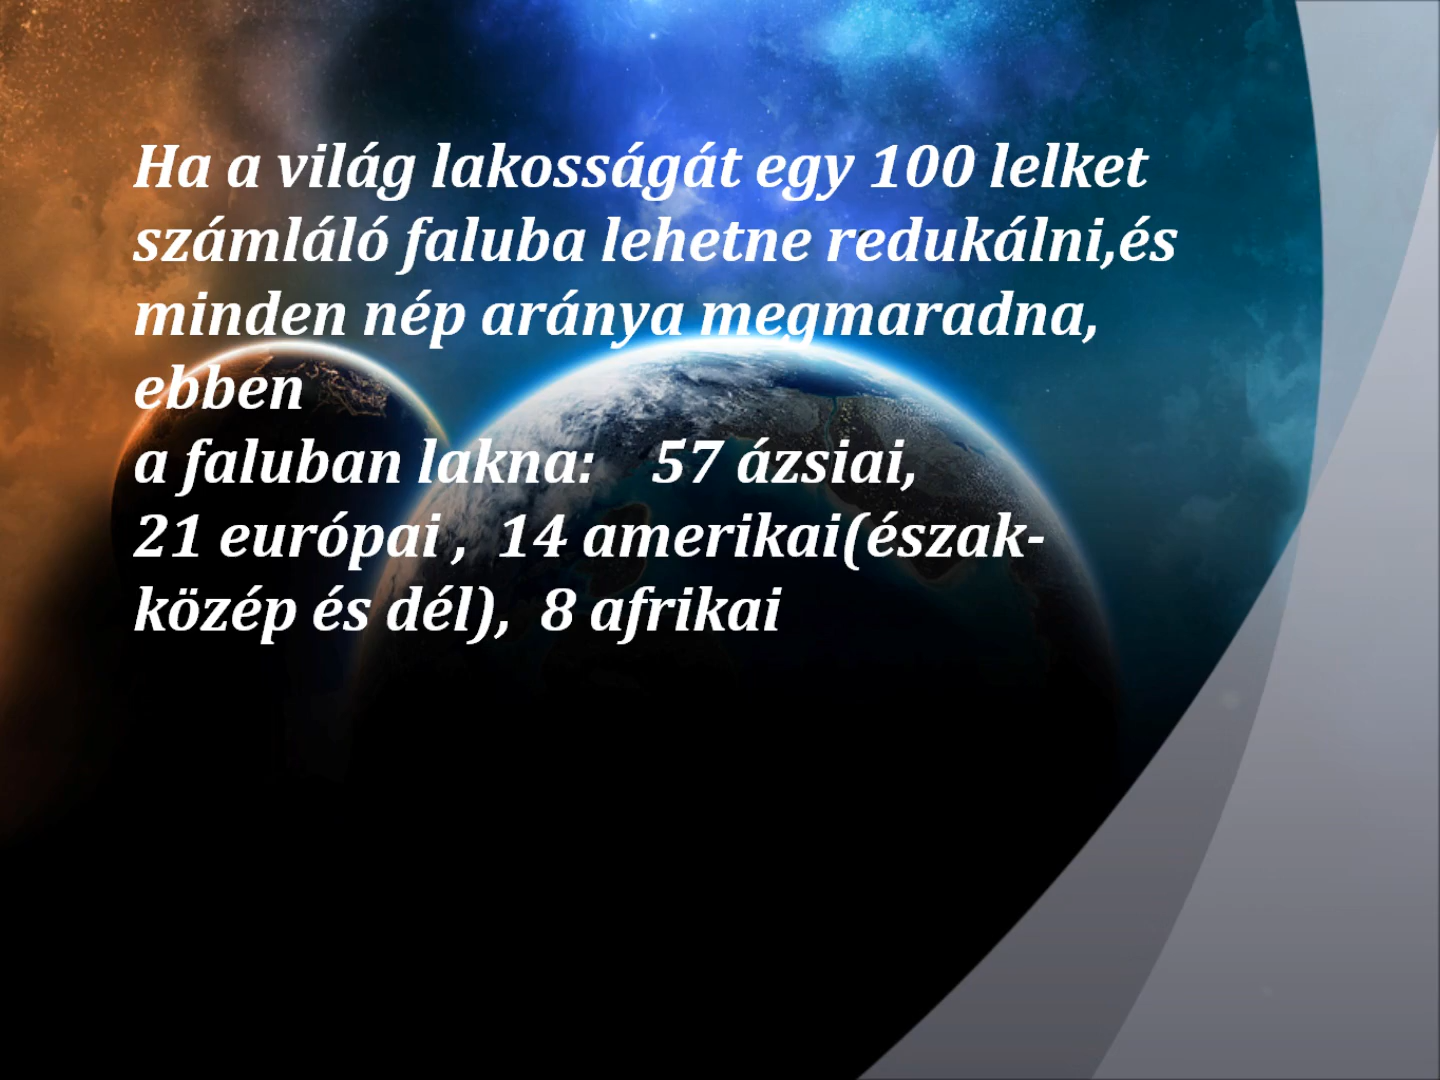 Ha a világ lakosságát egy 100 lelket
számláló faluba lehetne redukálni,és
minden nép aránya megmaradna,
ebben
a faluban lakna:    57 ázsiai,
21 európai ,  14 amerikai(észak-
közép és dél),  8 afrikai